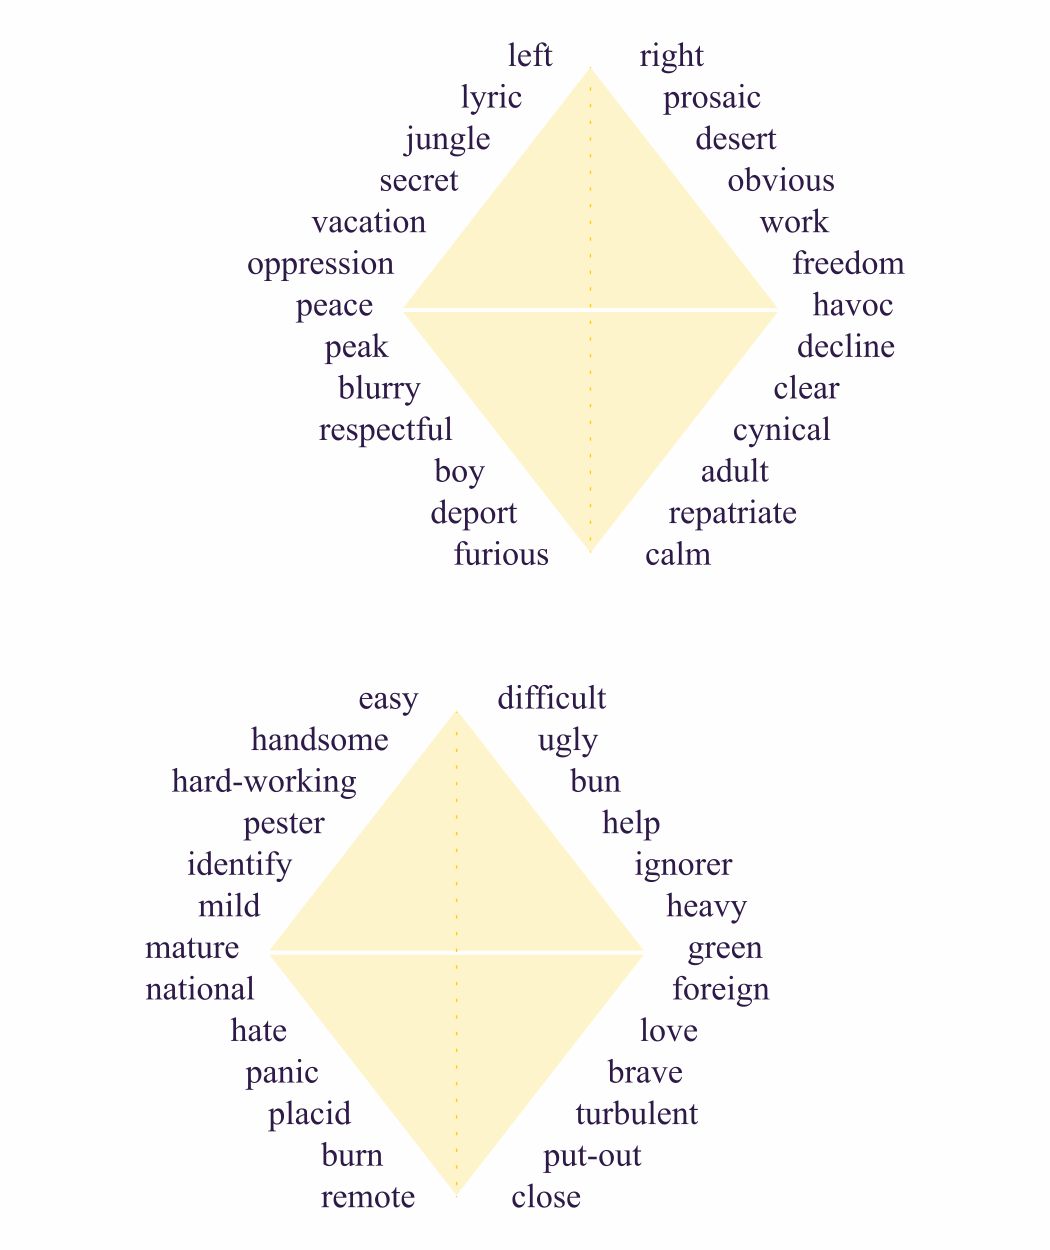 left right
lyric prosaic
jungle desert
secret obvious
vacation work
oppression freedom
peace havoc
peak decline
blurry clear
respectful cynical
boy adult
deport repatriate
furious calm
easy difficult
handsome ugly
hard-working bun
pester help
identify ignorer
mild heavy
mature green
national foreign
hate love
panic brave
placid turbulent
burn put-out
remote close